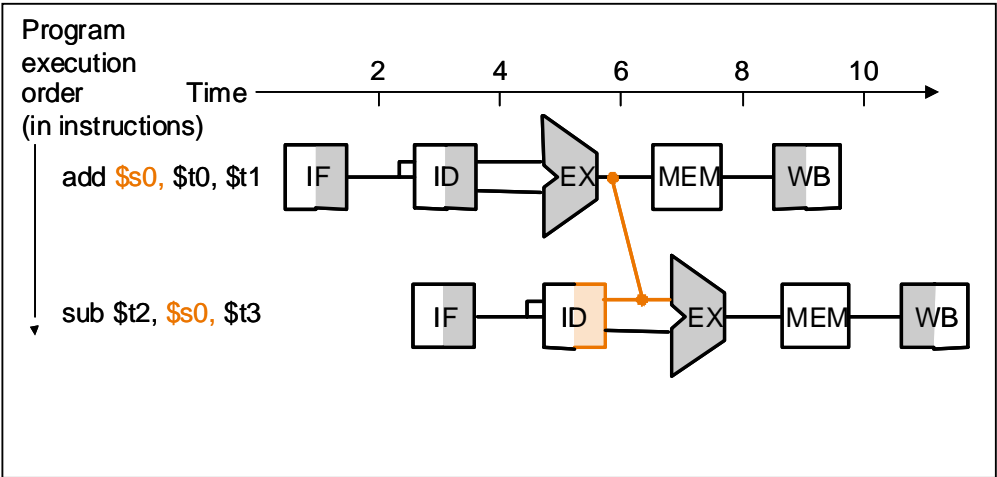 Program
execution
order
(in instructions)
Time
2 4 6 8 10
add $s0, $t0, $t1
IF ID EX MEM WB
sub $t2, $s0, $t3
IF ID EX MEM WB